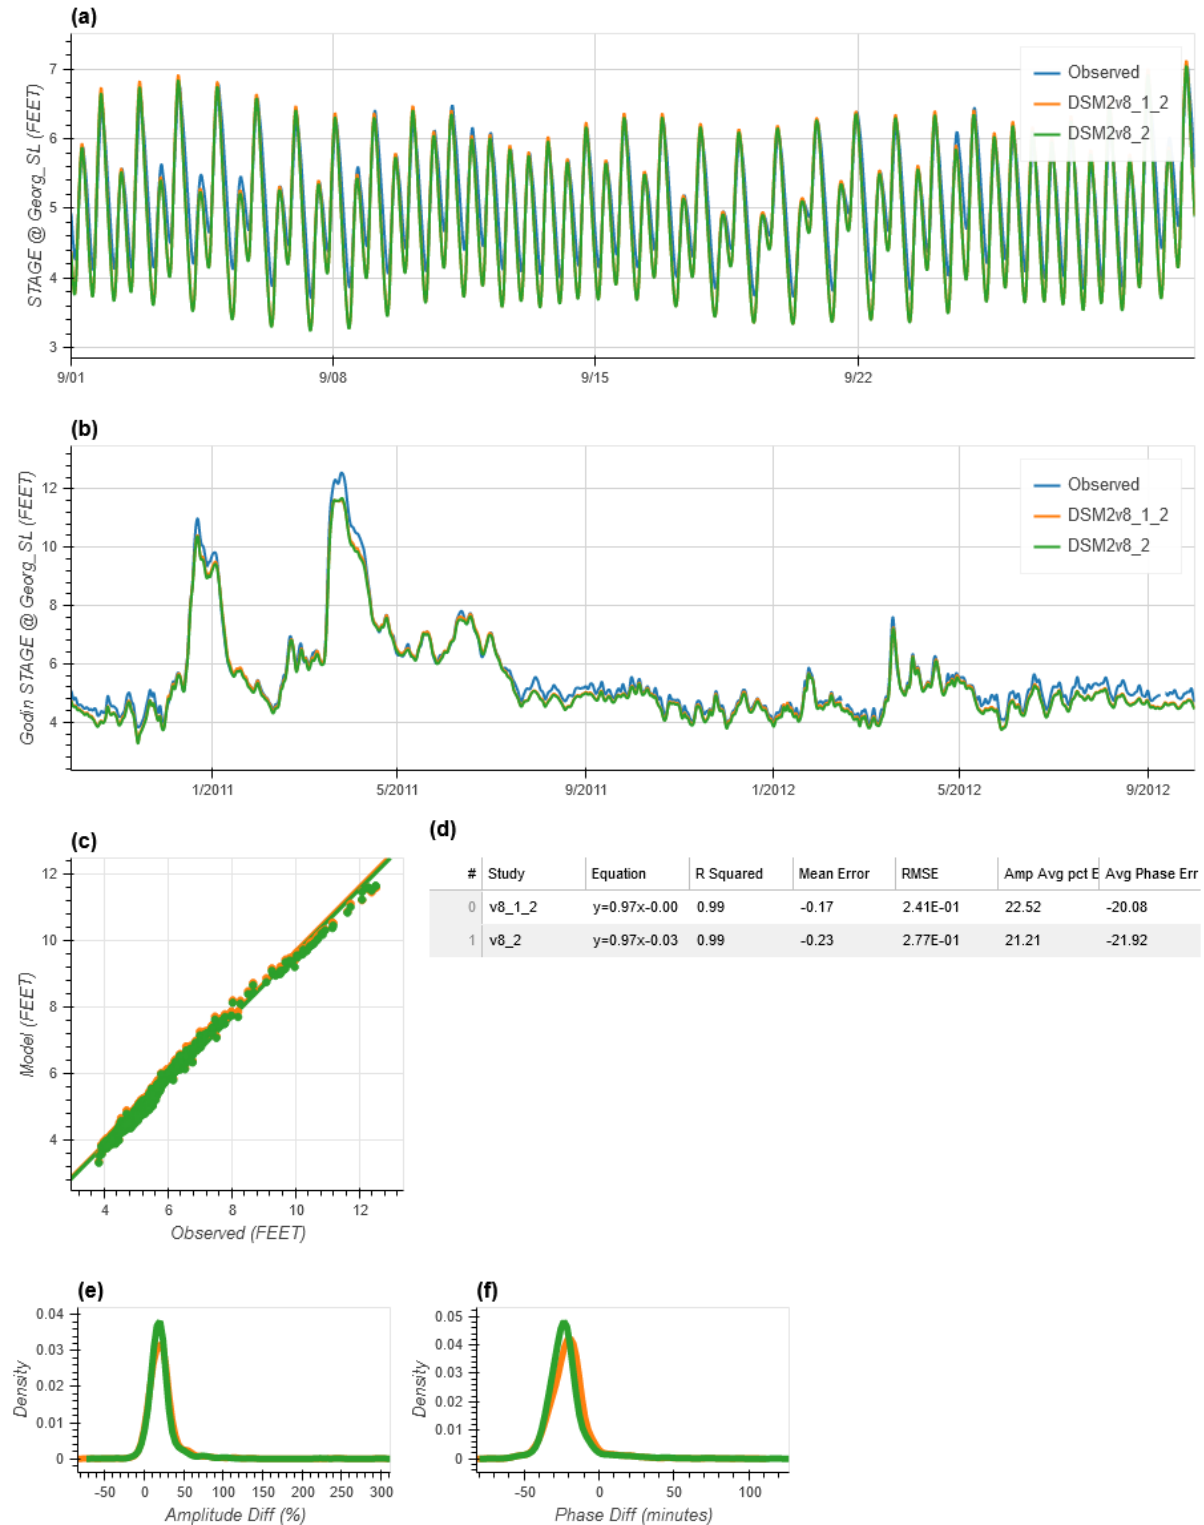 (a)
STAGE @ Georg_SL (FEET)
7
6
5
4
3
9/01
9/08
9/15
9/22
Observed
DSM2v8_1_2
DSM2v8_2
(b)
Godin STAGE @ Georg_SL (FEET)
12
10
8
6
4
1/2011
5/2011
9/2011
1/2012
5/2012
9/2012
Observed
DSM2v8_1_2
DSM2v8_2
(c)
Model (FEET)
12
10
8
6
4
4
6
8
10
12
Observed (FEET)
(d)
# Study Equation R Squared Mean Error RMSE Amp Avg pct E Avg Phase Err
0 v8_1_2 y=0.97x-0.00 0.99 -0.17 2.41E-01 22.52 -20.08
1 v8_2 y=0.97x-0.03 0.99 -0.23 2.77E-01 21.21 -21.92
(e)
Density
0.04
0.03
0.02
0.01
0
-50
0
50
100
150
200
250
300
Amplitude Diff (%)
(f)
Density
0.05
0.04
0.03
0.02
0.01
0
-50
0
50
100
Phase Diff (minutes)